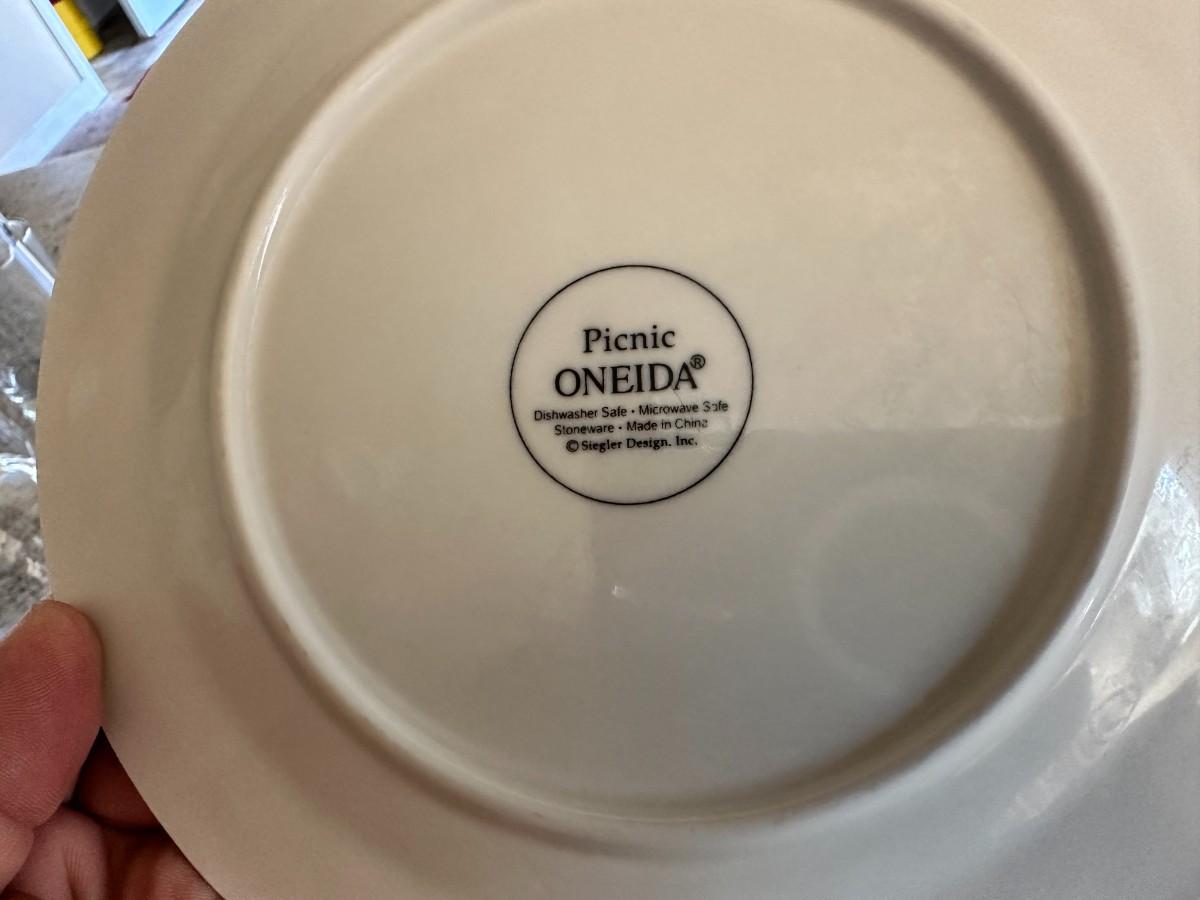 Picnic
ONEIDA®
Dishwasher Safe • Microwave Safe
Stoneware • Made in China
© Siegler Design. Inc.